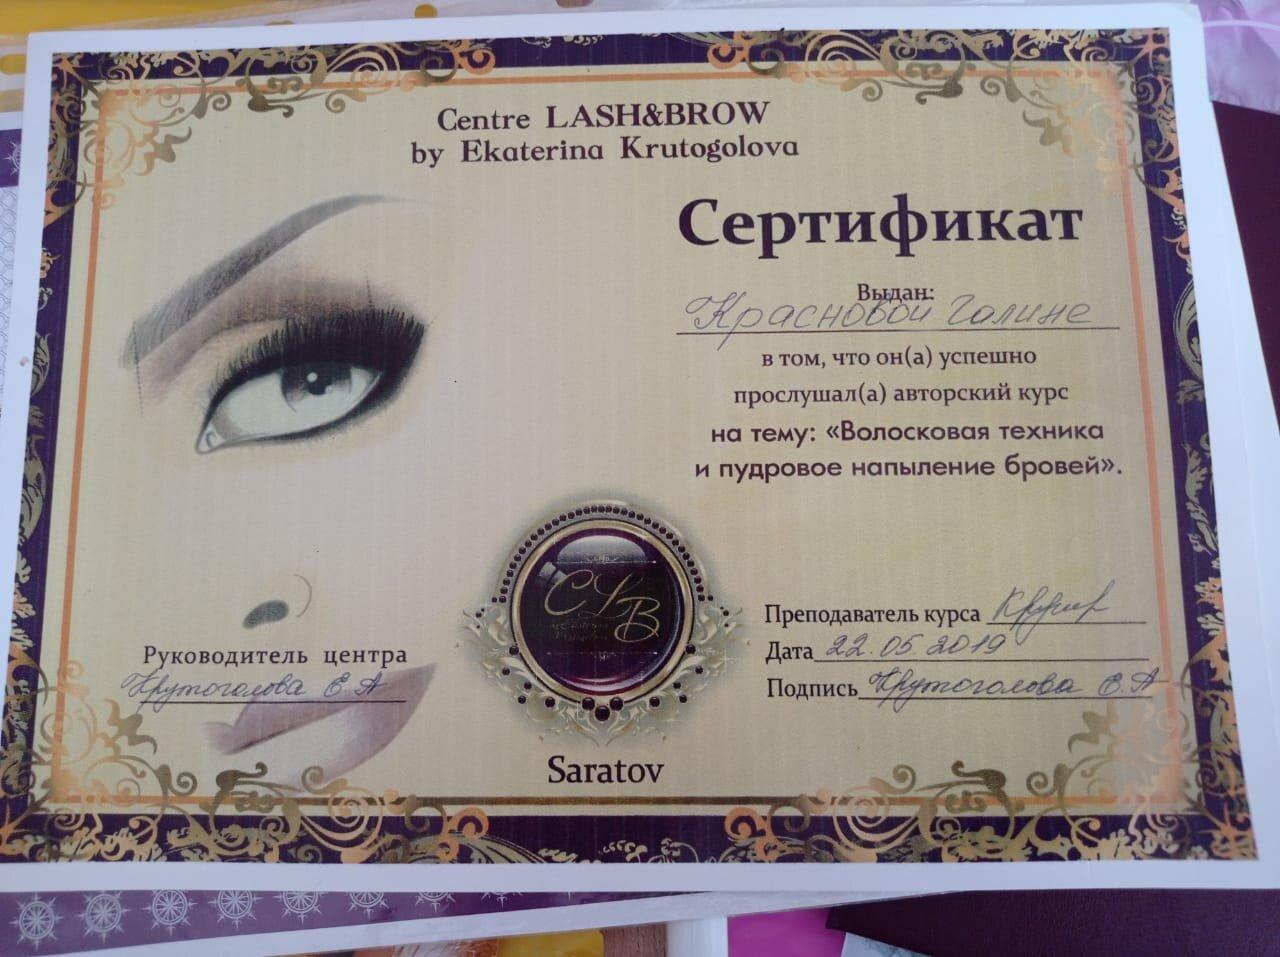 Centre LASH&BROW
by Ekaterina Krutogolova
Сертификат
Выдан:
Красновой Галине
в том, что он(а) успешно
прослушал(а) авторский курс
на тему: «Волосковая техника
и пудровое напыление бровей».
CLB
Преподаватель курса
Дата 22.05.2019
Подпись Крутоголова Е.А
Руководитель центра
Крутоголова Е.А
Saratov